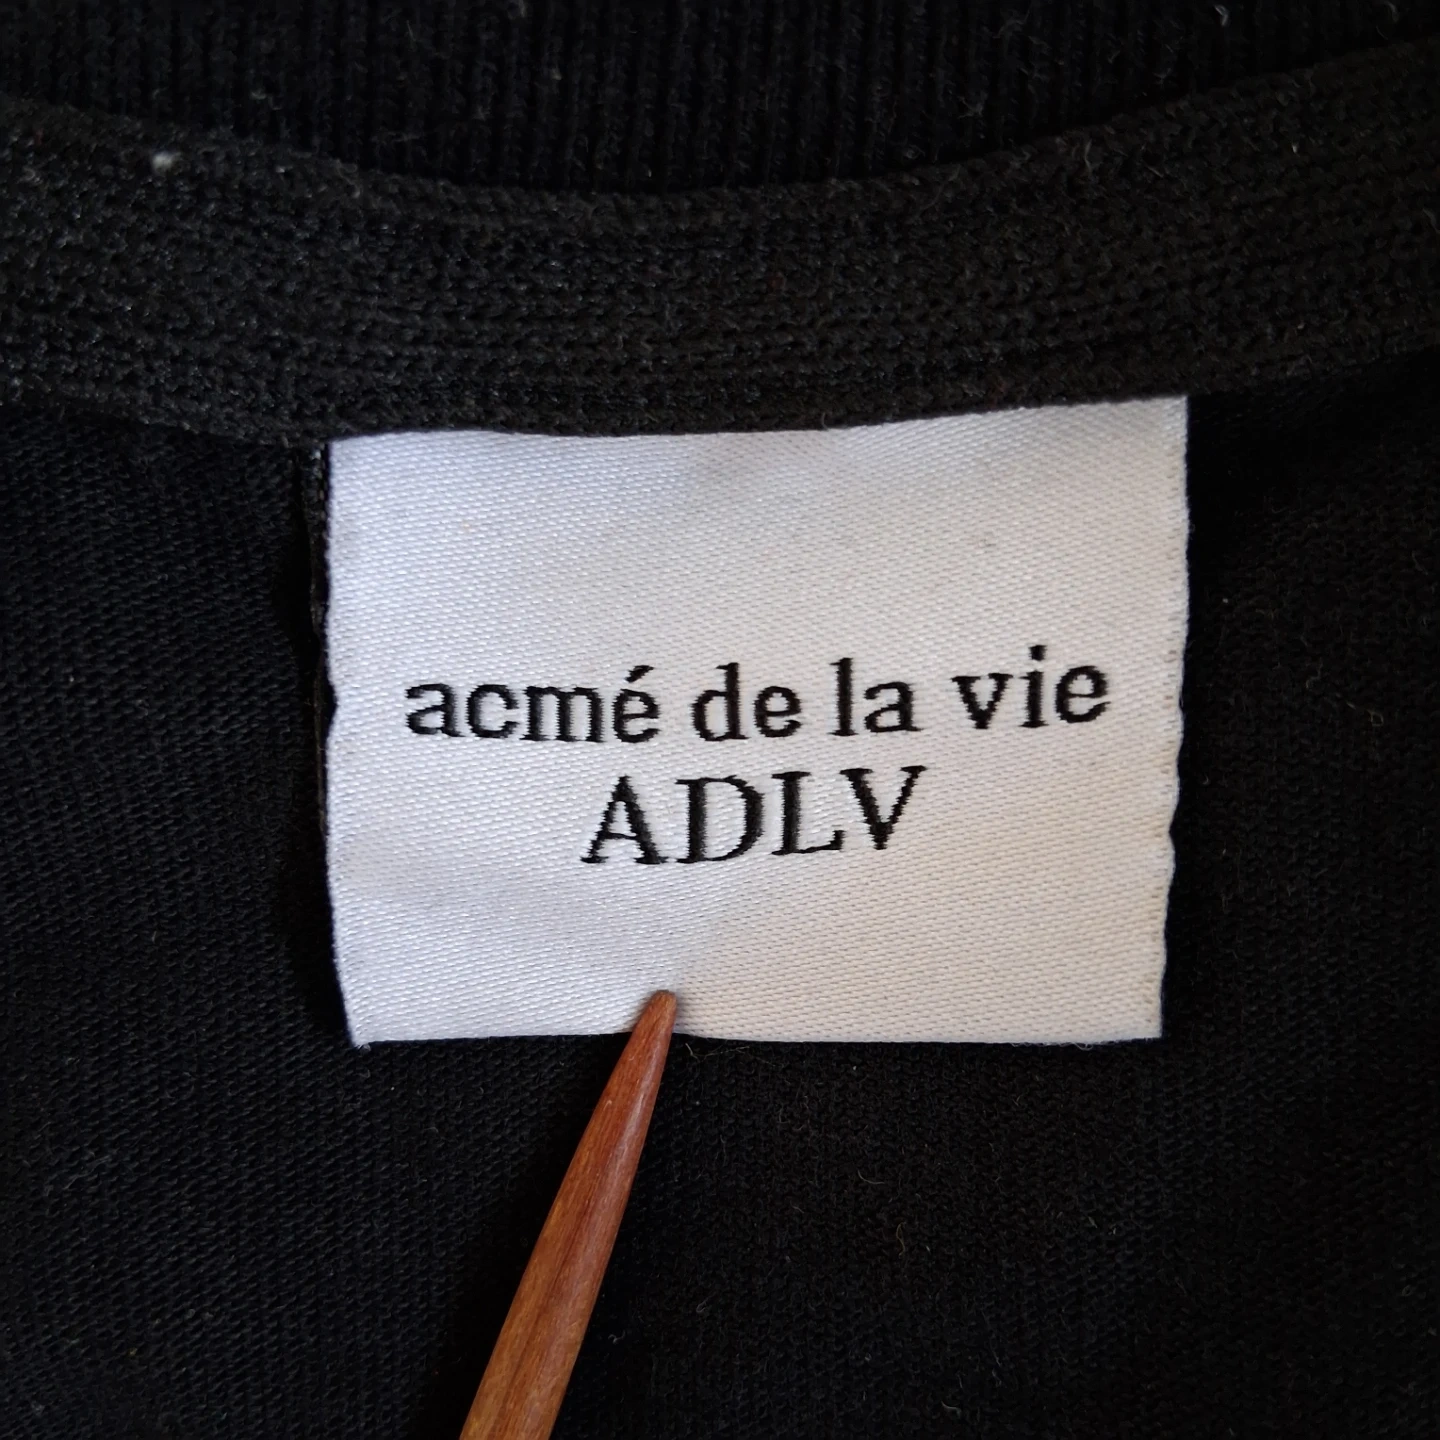 acmé de la vie
ADLV